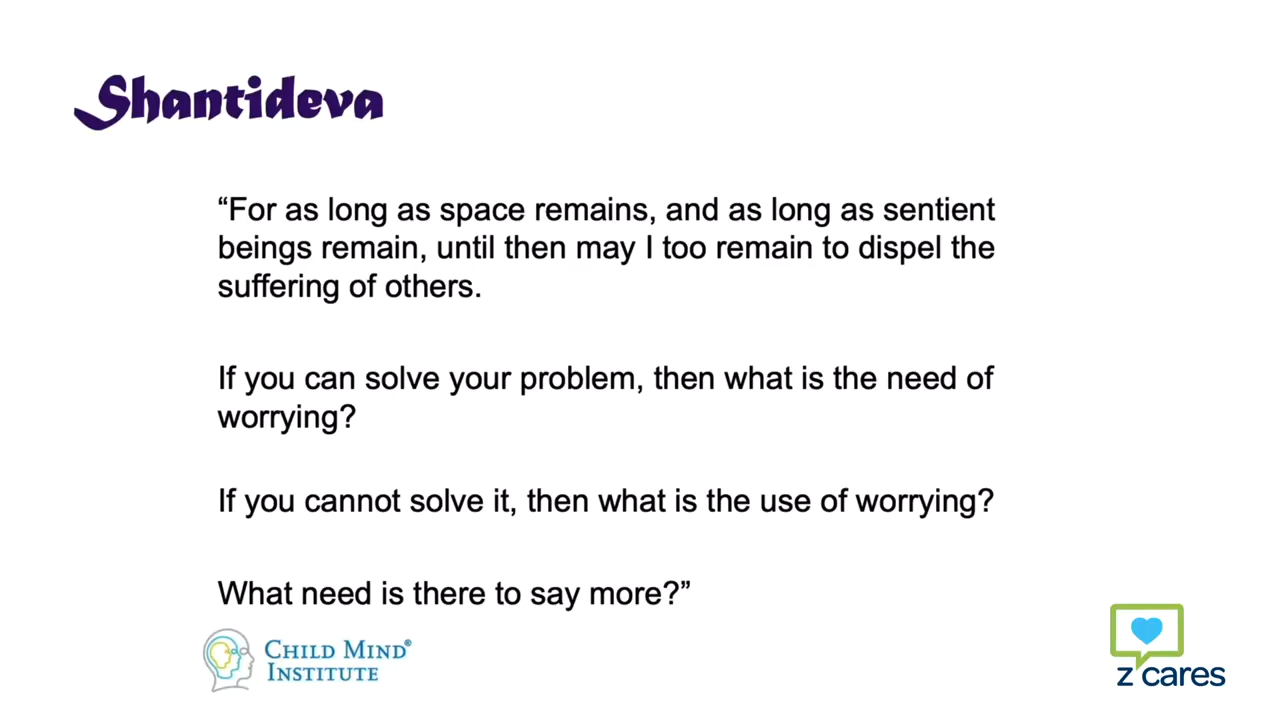 Shantideva
“For as long as space remains, and as long as sentient
beings remain, until then may I too remain to dispel the
suffering of others.
If you can solve your problem, then what is the need of
worrying?
If you cannot solve it, then what is the use of worrying?
What need is there to say more?”
CHILD MIND®
INSTITUTE
z cares